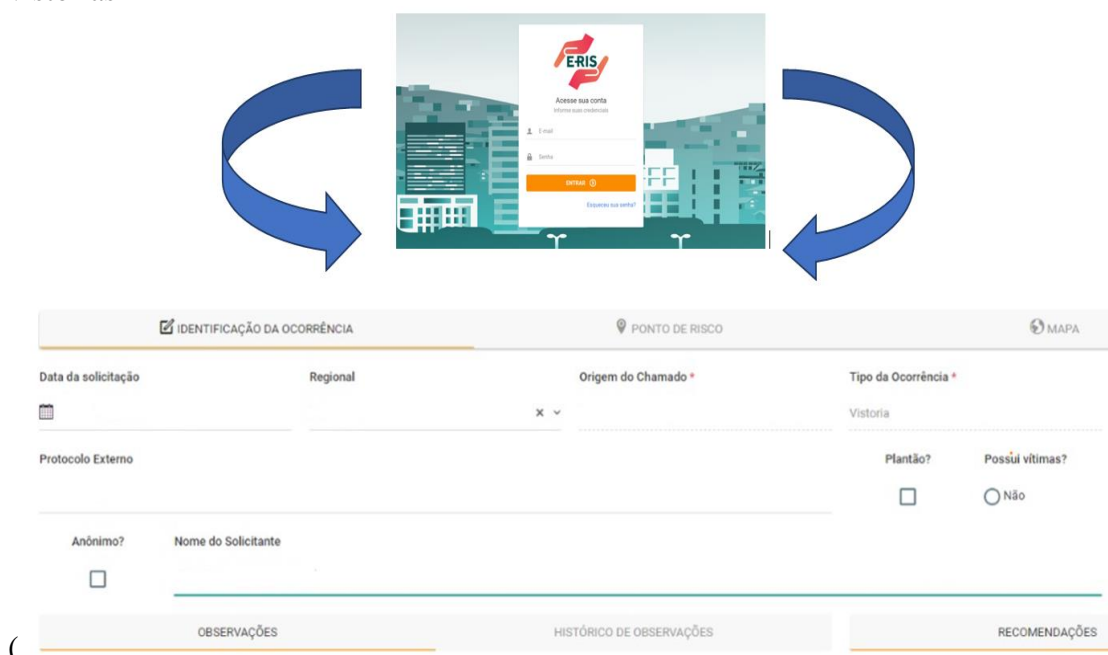 E-RIS
Acesse sua conta
Informe suas credenciais
E-mail
Senha
ENTRAR
Esqueceu sua senha?
IDENTIFICAÇÃO DA OCORRÊNCIA PONTO DE RISCO MAPA
Data da solicitação Regional Origem do Chamado * Tipo da Ocorrência *
Vistoria
Protocolo Externo Plantão? Possui vítimas?
Não
Anônimo? Nome do Solicitante
( OBSERVAÇÕES HISTÓRICO DE OBSERVAÇÕES RECOMENDAÇÕES